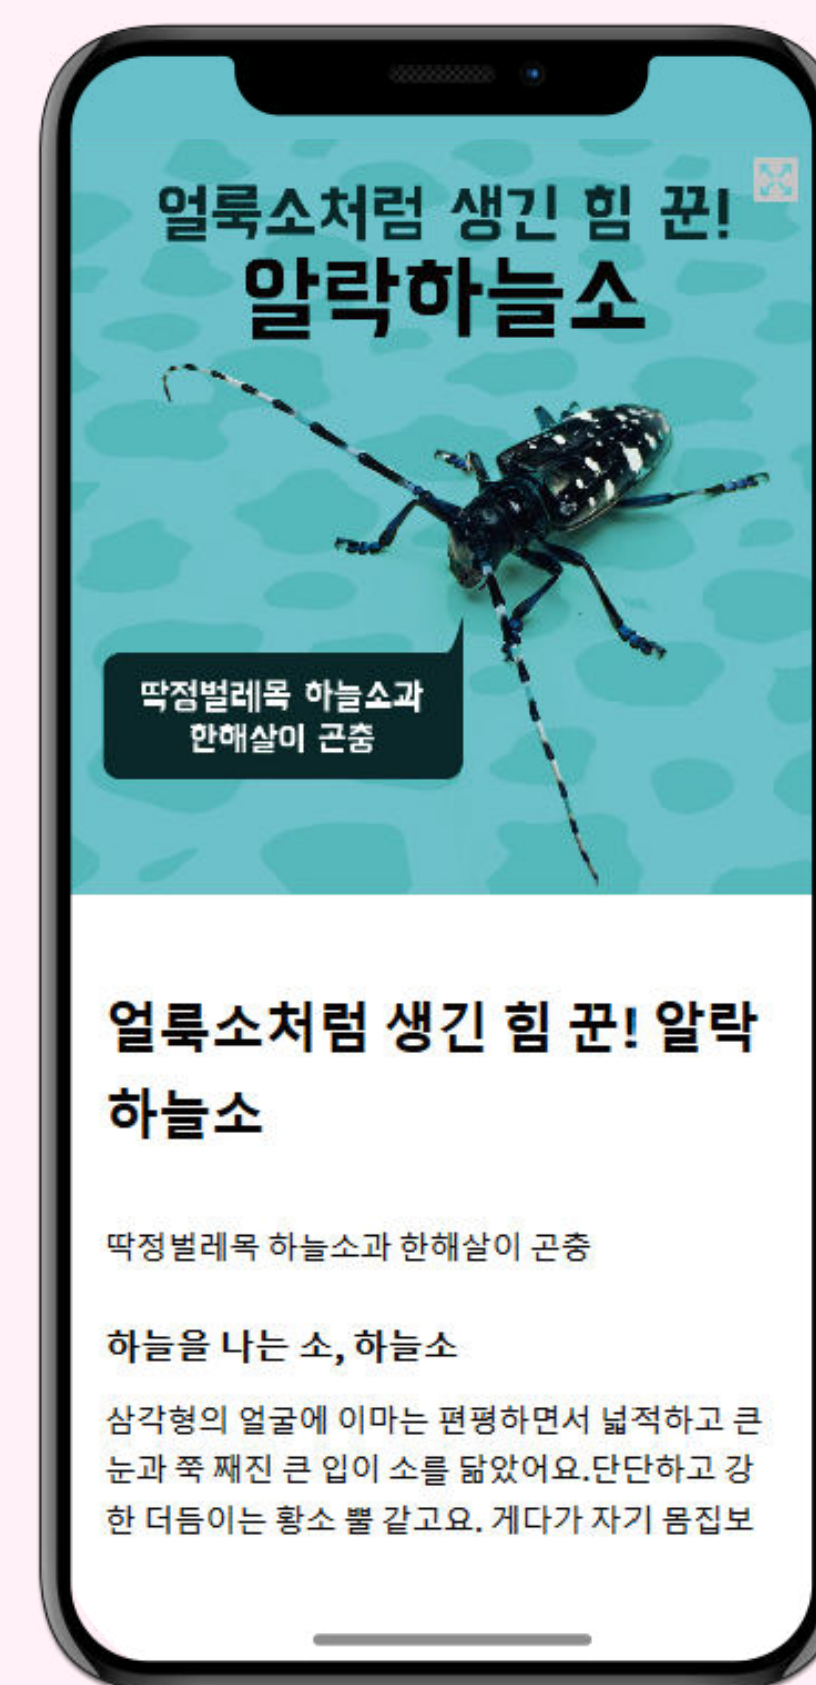 얼룩소처럼 생긴 힘 꾼!
알락하늘소
딱정벌레목 하늘소과
한해살이 곤충
얼룩소처럼 생긴 힘 꾼! 알락
하늘소
딱정벌레목 하늘소과 한해살이 곤충
하늘을 나는 소, 하늘소
삼각형의 얼굴에 이마는 편평하면서 넓적하고 큰
눈과 쭉 째진 큰 입이 소를 닮았어요.단단하고 강
한 더듬이는 황소 뿔 같고요. 게다가 자기 몸집보